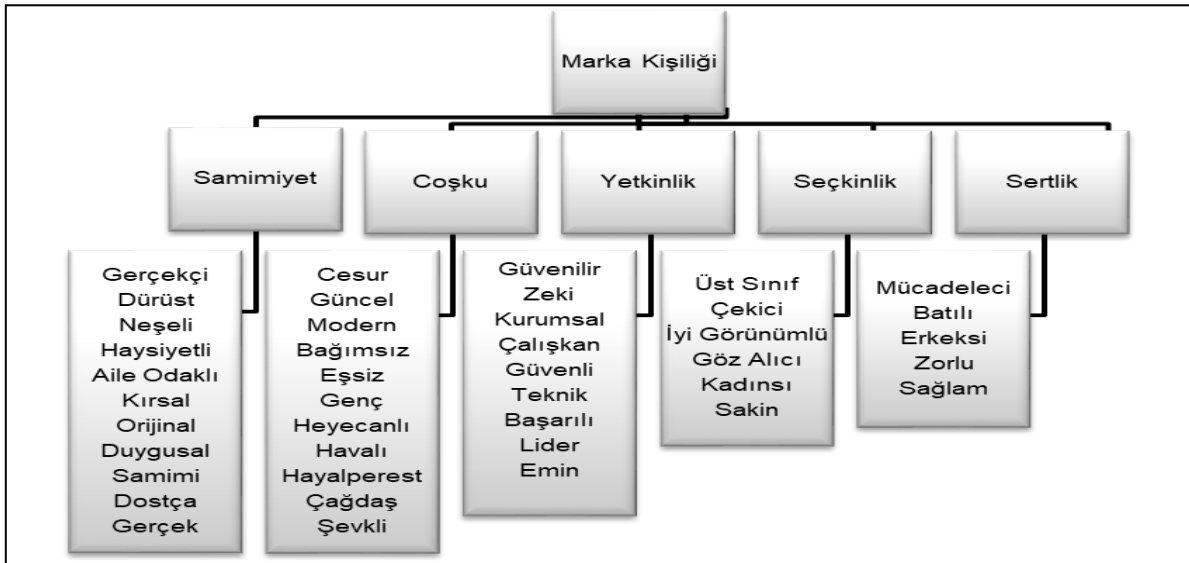 Marka Kişiliği
Samimiyet
Coşku
Yetkinlik
Seçkinlik
Sertlik
Gerçekçi
Dürüst
Neşeli
Haysiyetli
Aile Odaklı
Kırsal
Orijinal
Duygusal
Samimi
Dostça
Gerçek
Cesur
Güncel
Modern
Bağımsız
Eşsiz
Genç
Heyecanlı
Havalı
Hayalperest
Çağdaş
Şevkli
Güvenilir
Zeki
Kurumsal
Çalışkan
Güvenli
Teknik
Başarılı
Lider
Emin
Üst Sınıf
Çekici
İyi Görünümlü
Göz Alıcı
Kadınsı
Sakin
Mücadeleci
Batılı
Erkeksi
Zorlu
Sağlam